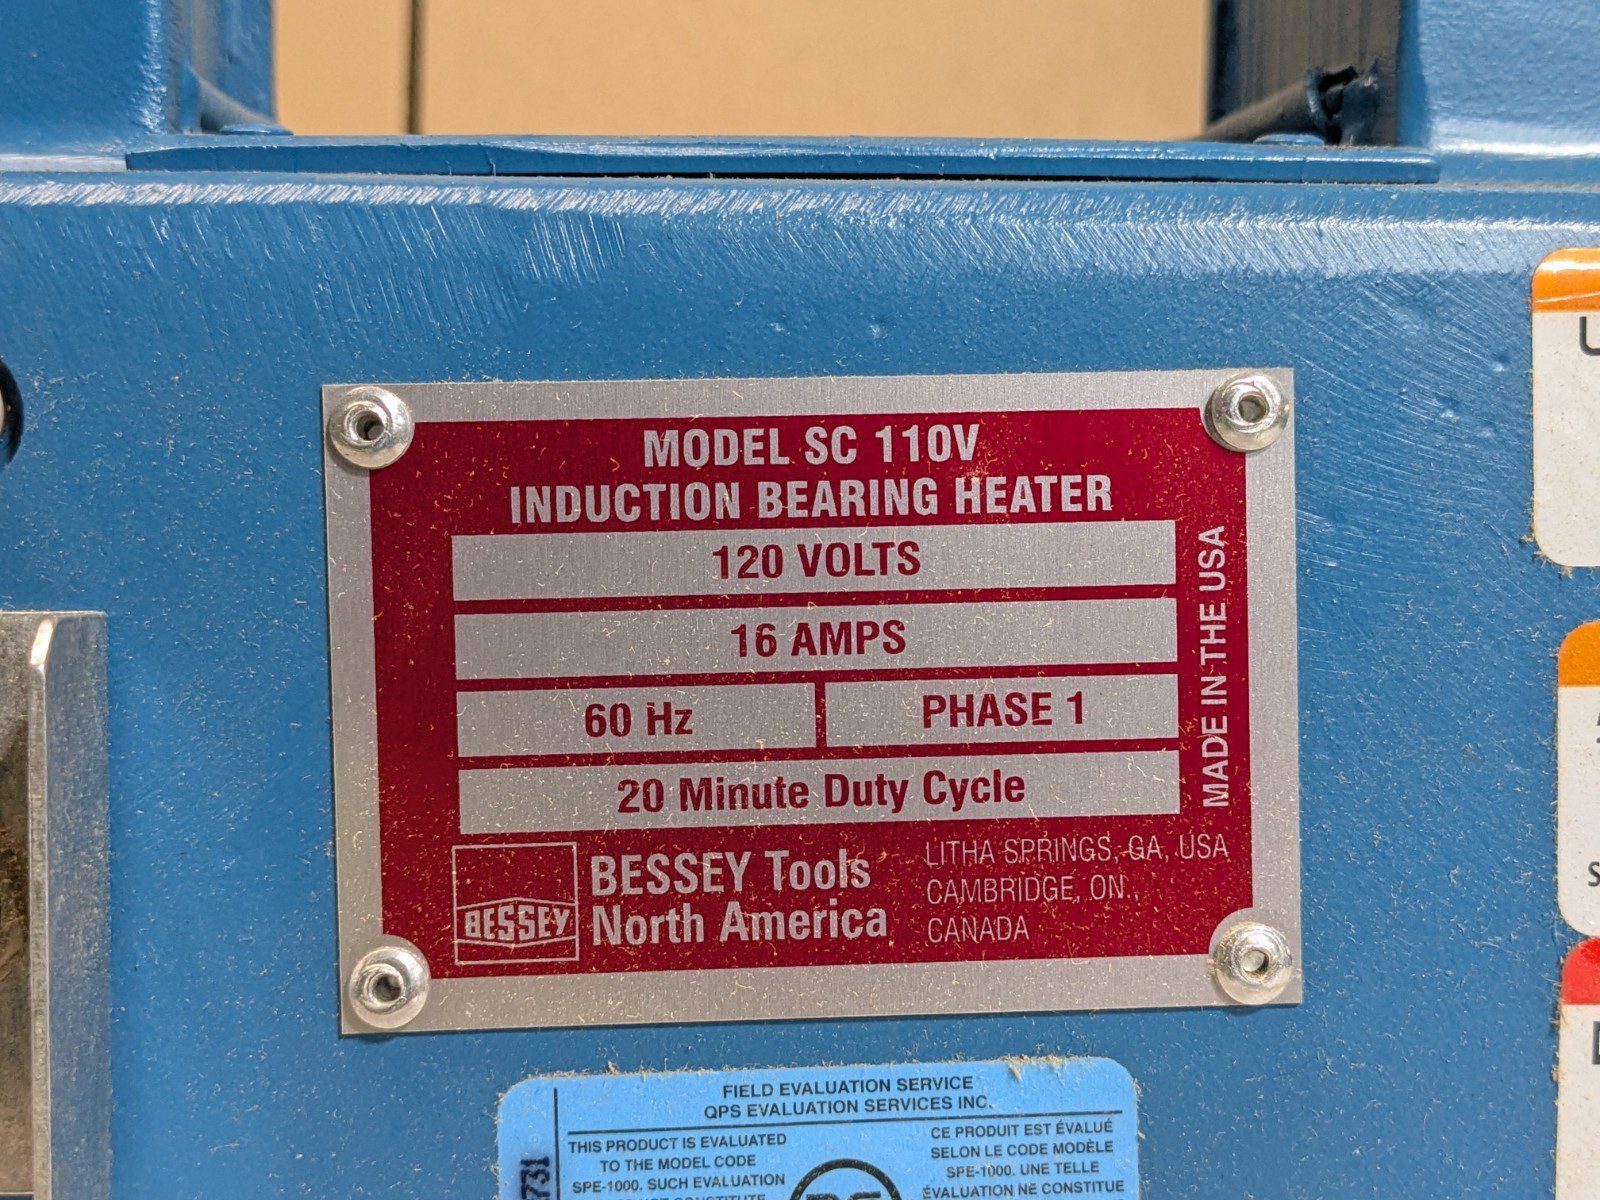 MODEL SC 110V
INDUCTION BEARING HEATER
120 VOLTS
16 AMPS
60 Hz
PHASE 1
20 Minute Duty Cycle
MADE IN THE USA
BESSEY
BESSEY Tools
North America
LITHA SPRINGS, GA, USA
CAMBRIDGE, ON.,
CANADA
FIELD EVALUATION SERVICE
QPS EVALUATION SERVICES INC.
THIS PRODUCT IS EVALUATED
TO THE MODEL CODE
SPE-1000. SUCH EVALUATION
CE PRODUIT EST ÉVALUÉ
SELON LE CODE MODÈLE
SPE-1000. UNE TELLE
ÉVALUATION NE CONSTITUE
731